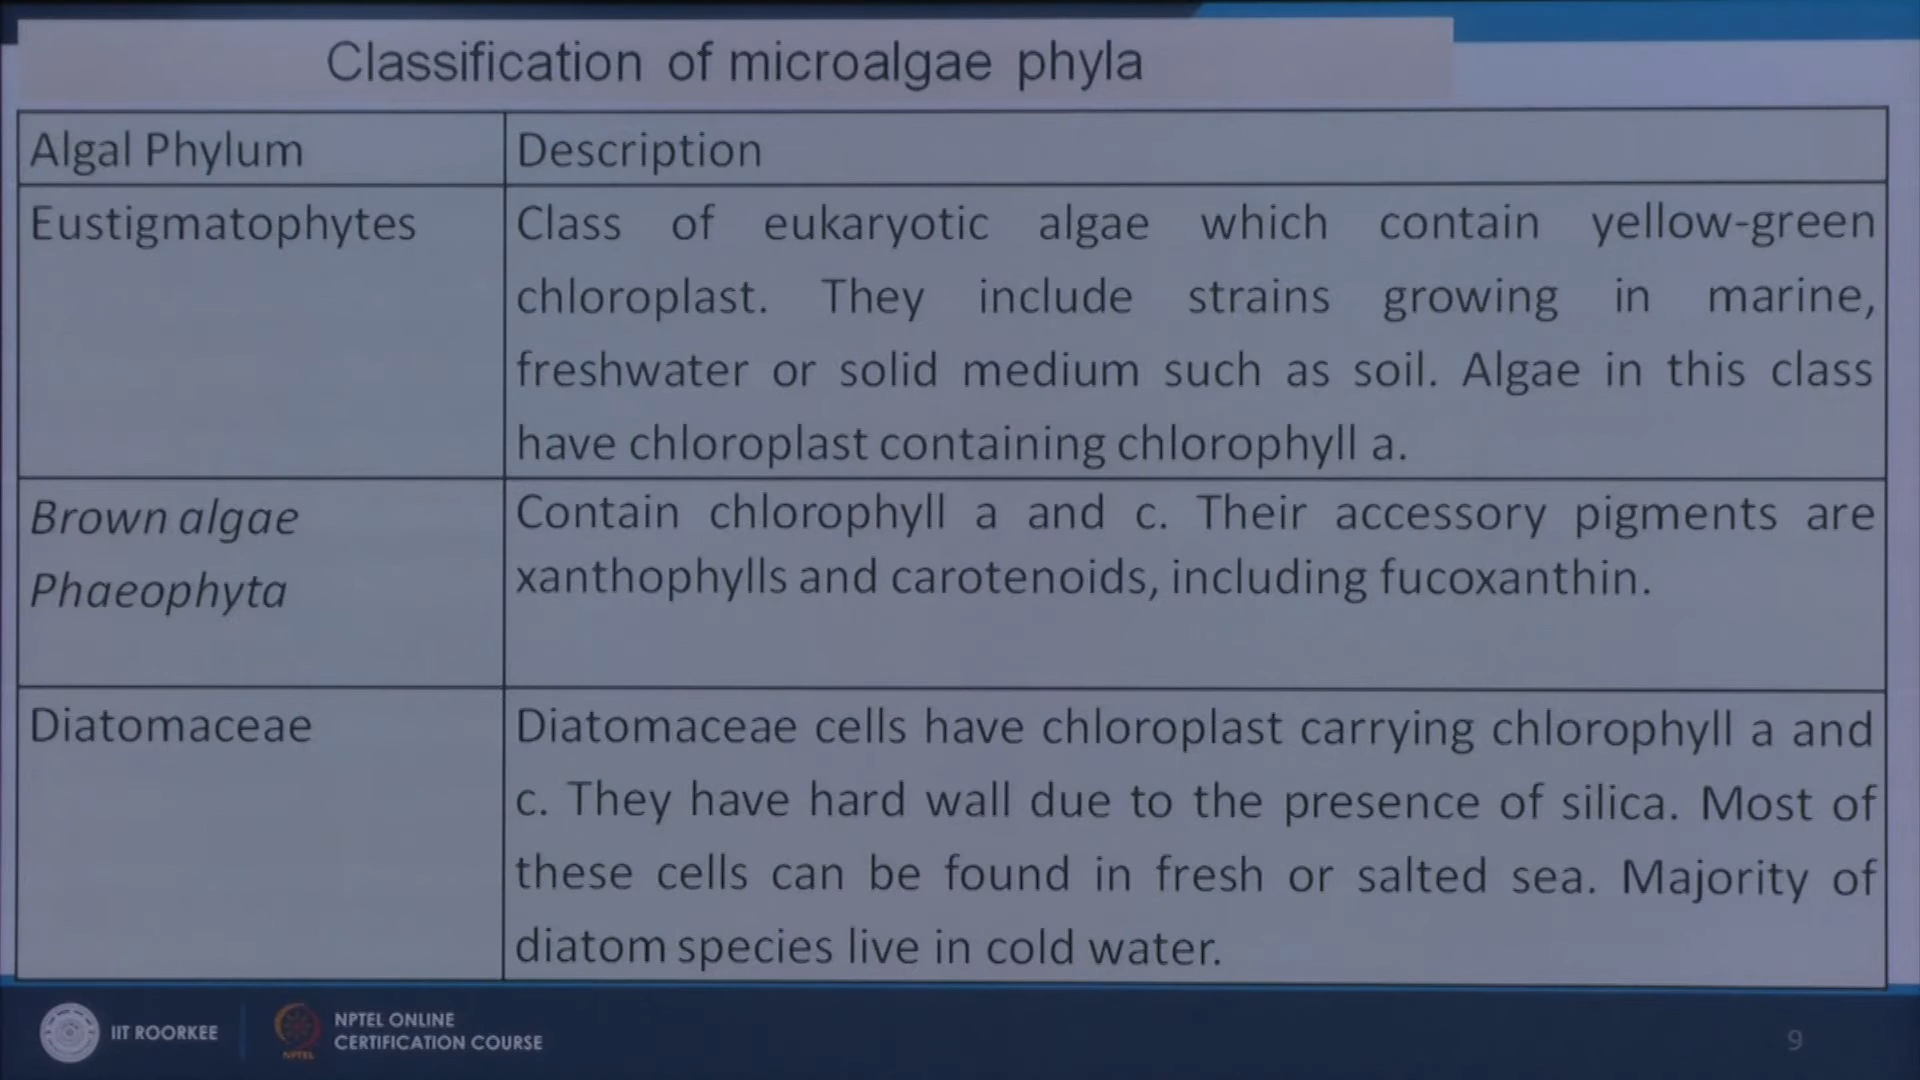 Classification of microalgae phyla
Algal Phylum
Description
Eustigmatophytes
Class of eukaryotic algae which contain yellow-green
chloroplast. They include strains growing in marine,
freshwater or solid medium such as soil. Algae in this class
have chloroplast containing chlorophyll a.
Brown algae
Phaeophyta
Contain chlorophyll a and c. Their accessory pigments are
xanthophylls and carotenoids, including fucoxanthin.
Diatomaceae
Diatomaceae cells have chloroplast carrying chlorophyll a and
c. They have hard wall due to the presence of silica. Most of
these cells can be found in fresh or salted sea. Majority of
diatom species live in cold water.
IIT ROORKEE
NPTEL
NPTEL ONLINE
CERTIFICATION COURSE
9